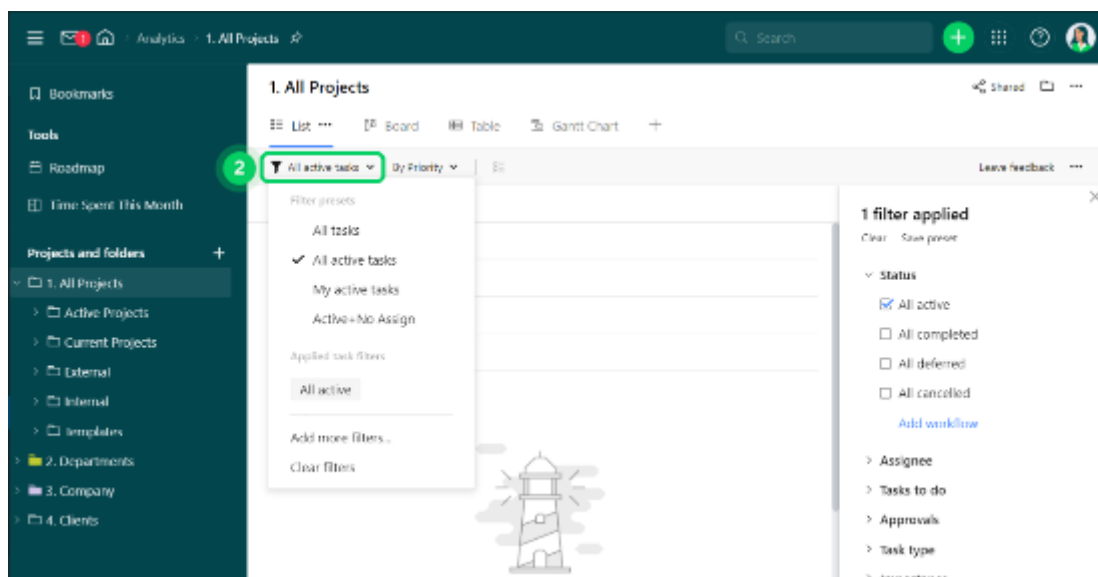 1
Analytics
1. All Projects
Search
Bookmarks
Tools
Roadmap
Time Spent This Month
Projects and folders
1. All Projects
Active Projects
Current Projects
External
Internal
Templates
2. Departments
3. Company
4. Clients
1. All Projects
Shared
List
Board
Table
Gantt Chart
2
All active tasks
By Priority
Leave feedback
Filter presets
All tasks
All active tasks
My active tasks
Active+No Assign
Applied task filters
All active
Add more filters...
Clear filters
1 filter applied
Clear Save preset
Status
All active
All completed
All deferred
All cancelled
Add workflow
Assignee
Tasks to do
Approvals
Task type